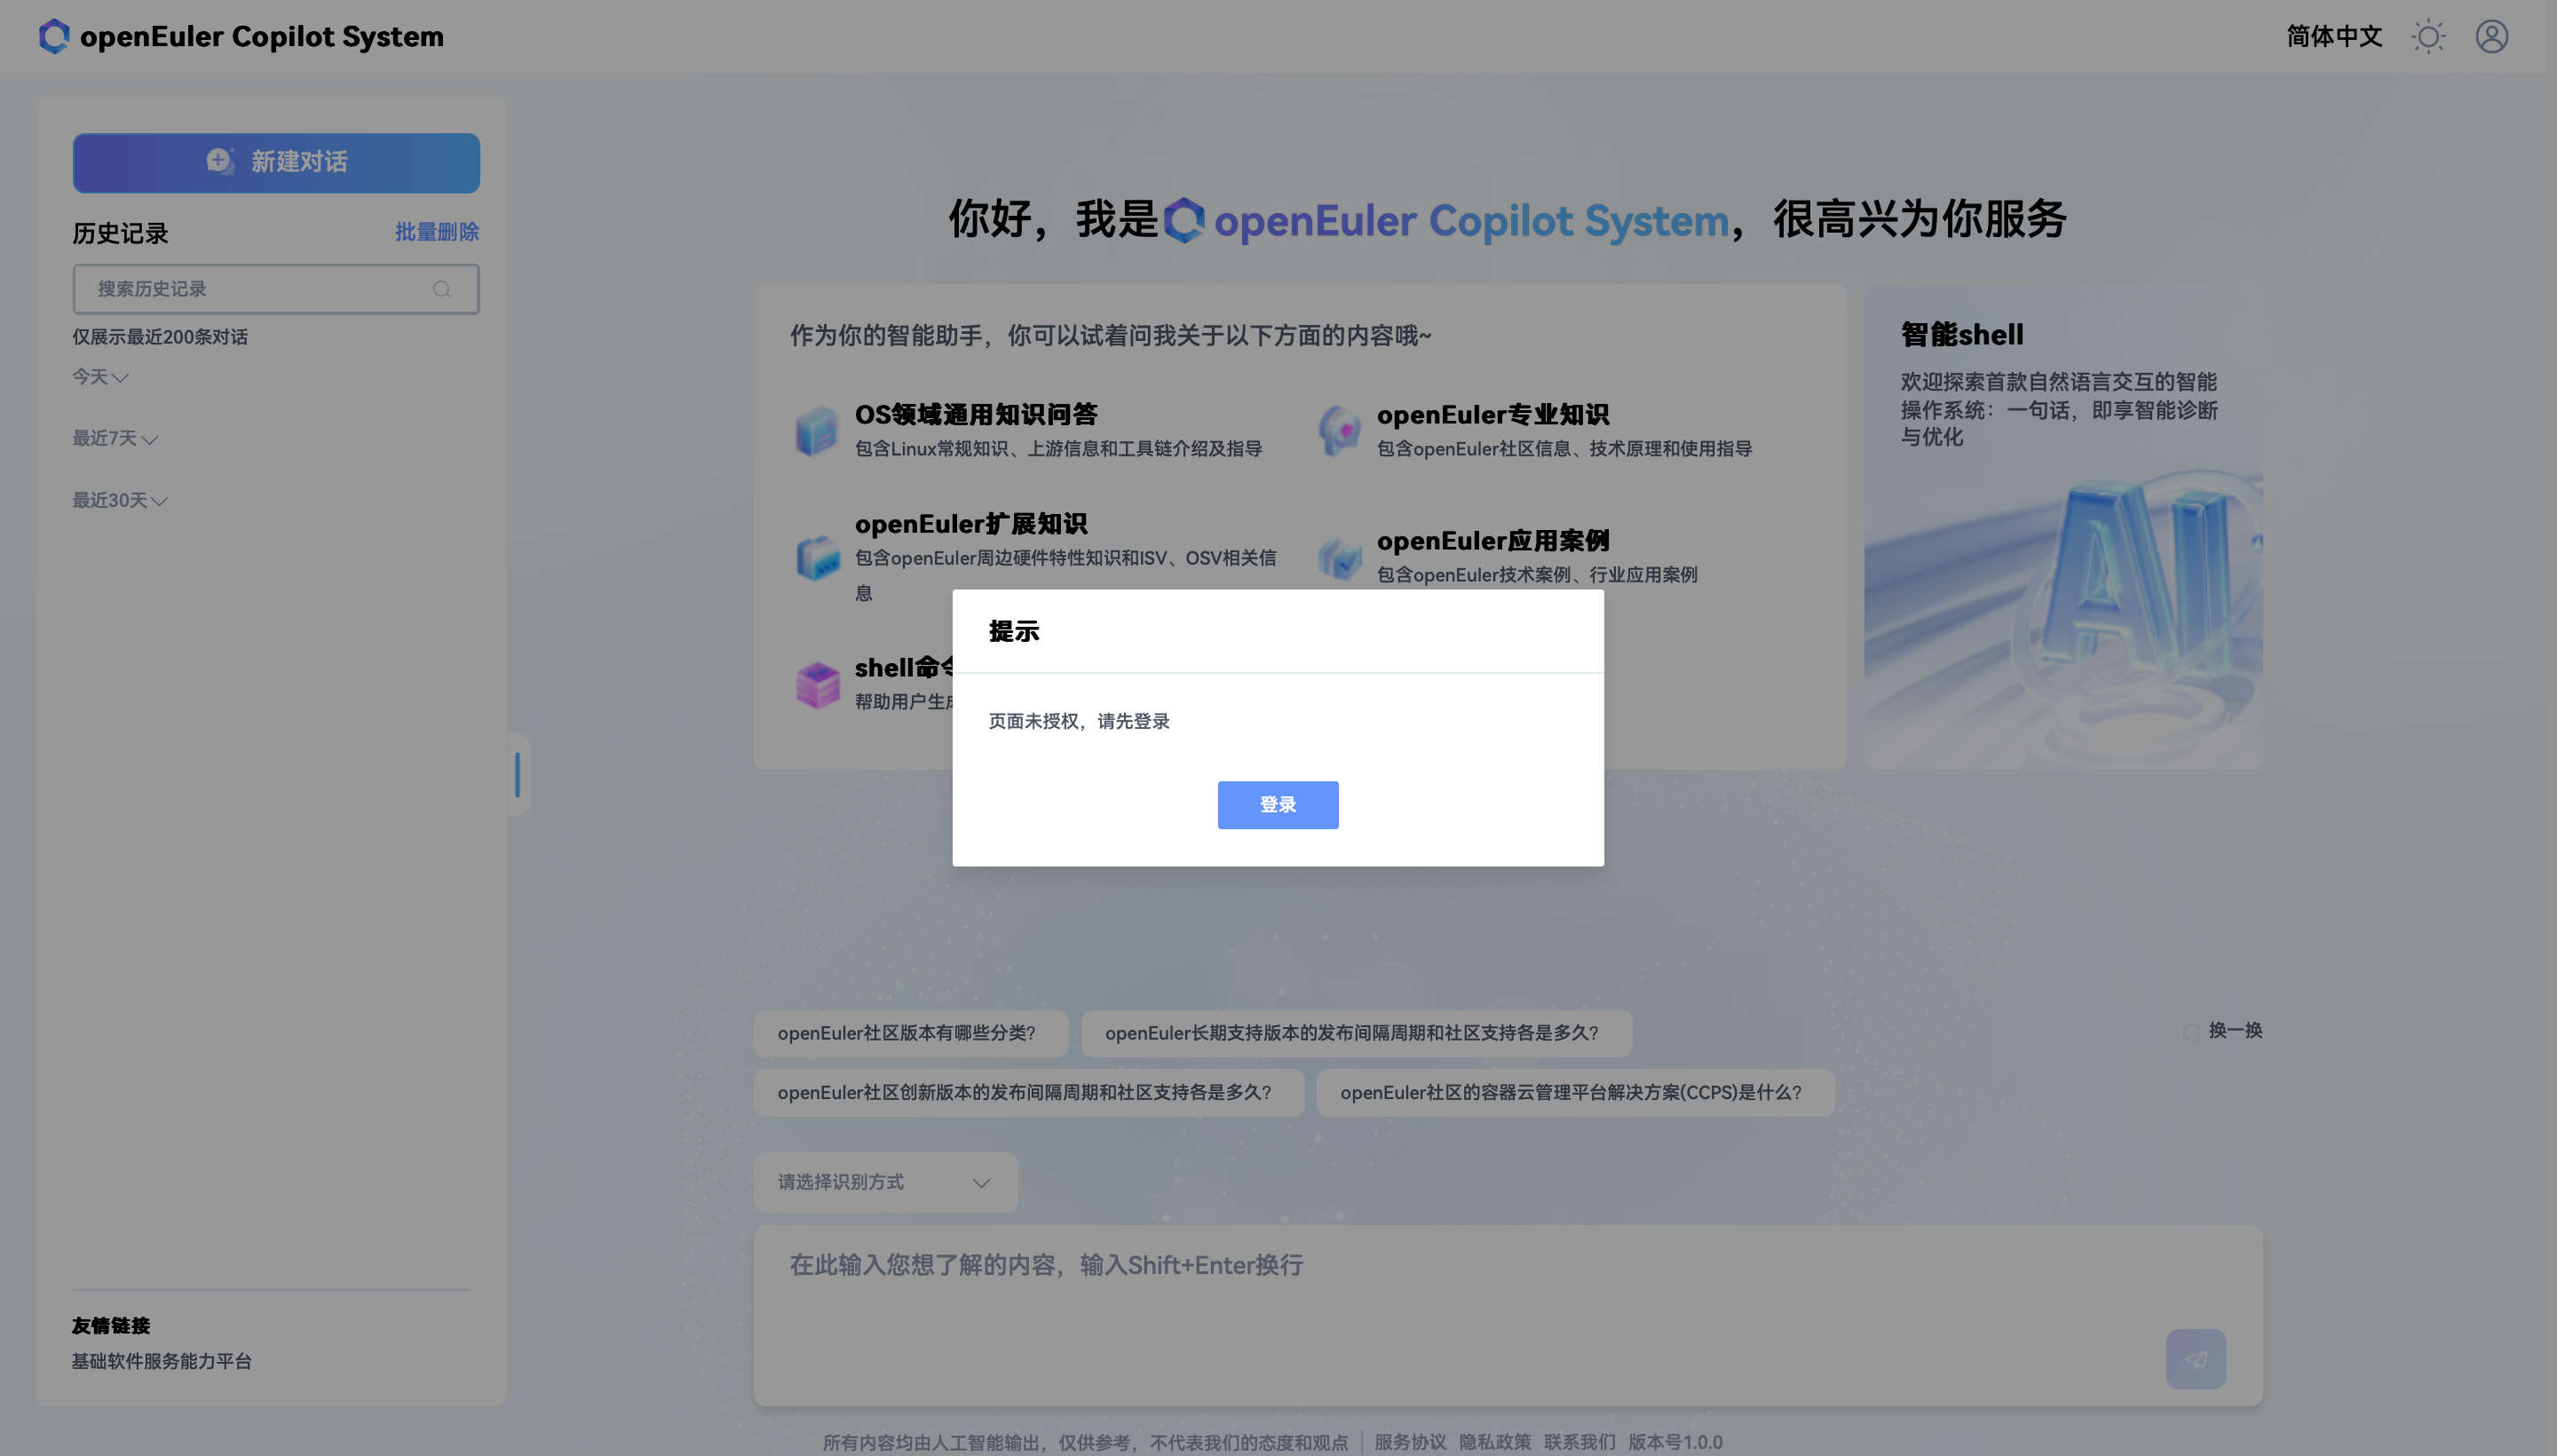 openEuler Copilot System
简体中文
新建对话
历史记录
批量删除
搜索历史记录
仅展示最近200条对话
今天
最近7天
最近30天
友情链接
基础软件服务能力平台
你好，我是openEuler Copilot System，很高兴为你服务
作为你的智能助手，你可以试着问我关于以下方面的内容哦~
OS领域通用知识问答
包含Linux常规知识、上游信息和工具链介绍及指导
openEuler专业知识
包含openEuler社区信息、技术原理和使用指导
openEuler扩展知识
包含openEuler周边硬件特性知识和ISV、OSV相关信
息
openEuler应用案例
包含openEuler技术案例、行业应用案例
shell命令
帮助用户生成
智能shell
欢迎探索首款自然语言交互的智能
操作系统：一句话，即享智能诊断
与优化
AI
提示
页面未授权，请先登录
登录
openEuler社区版本有哪些分类？
openEuler长期支持版本的发布间隔周期和社区支持各是多久？
换一换
openEuler社区创新版本的发布间隔周期和社区支持各是多久？
openEuler社区的容器云管理平台解决方案(CCPS)是什么？
请选择识别方式
在此输入您想了解的内容，输入Shift+Enter换行
所有内容均由人工智能输出，仅供参考，不代表我们的态度和观点 | 服务协议 隐私政策 联系我们 版本号1.0.0